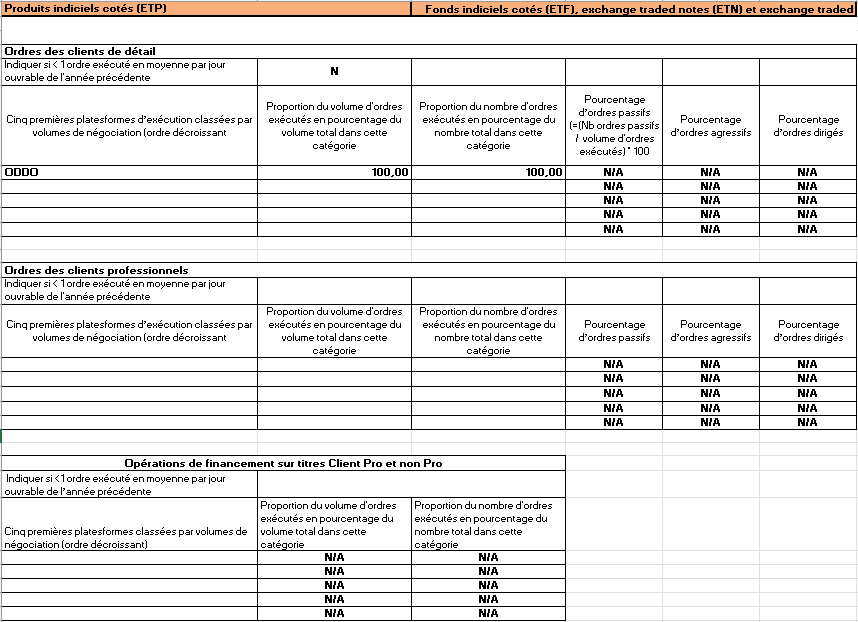 Produits indiciels cotés (ETP)
Fonds indiciels cotés (ETF), exchange traded notes (ETN) et exchange traded
Ordres des clients de détail
Indiquer si < 1 ordre exécuté en moyenne par jour
ouvrable de l'année précédente
N
Cinq premières plateformes d'exécution classées par
volumes de négociation (ordre décroissant
Proportion du volume d'ordres
exécutés en pourcentage du
volume total dans cette
catégorie
Proportion du nombre d'ordres
exécutés en pourcentage du
nombre total dans cette
catégorie
Pourcentage
d'ordres passifs
(=(Nb ordres passifs
/ volume d'ordres
exécutés) * 100
Pourcentage
d'ordres agressifs
Pourcentage
d'ordres dirigés
ODDO 100,00 100,00 N/A N/A N/A
N/A N/A N/A
N/A N/A N/A
N/A N/A N/A
N/A N/A N/A
Ordres des clients professionnels
Indiquer si < 1 ordre exécuté en moyenne par jour
ouvrable de l'année précédente
Cinq premières plateformes d'exécution classées par
volumes de négociation (ordre décroissant
Proportion du volume d'ordres
exécutés en pourcentage du
volume total dans cette
catégorie
Proportion du nombre d'ordres
exécutés en pourcentage du
nombre total dans cette
catégorie
Pourcentage
d'ordres passifs
Pourcentage
d'ordres agressifs
Pourcentage
d'ordres dirigés
N/A N/A N/A
N/A N/A N/A
N/A N/A N/A
N/A N/A N/A
N/A N/A N/A
Opérations de financement sur titres Client Pro et non Pro
Indiquer si < 1 ordre exécuté en moyenne par jour
ouvrable de l'année précédente
Cinq premières plateformes classées par volumes de
négociation (ordre décroissant)
Proportion du volume d'ordres
exécutés en pourcentage du
volume total dans cette
catégorie
Proportion du nombre d'ordres
exécutés en pourcentage du
nombre total dans cette
catégorie
N/A N/A
N/A N/A
N/A N/A
N/A N/A
N/A N/A